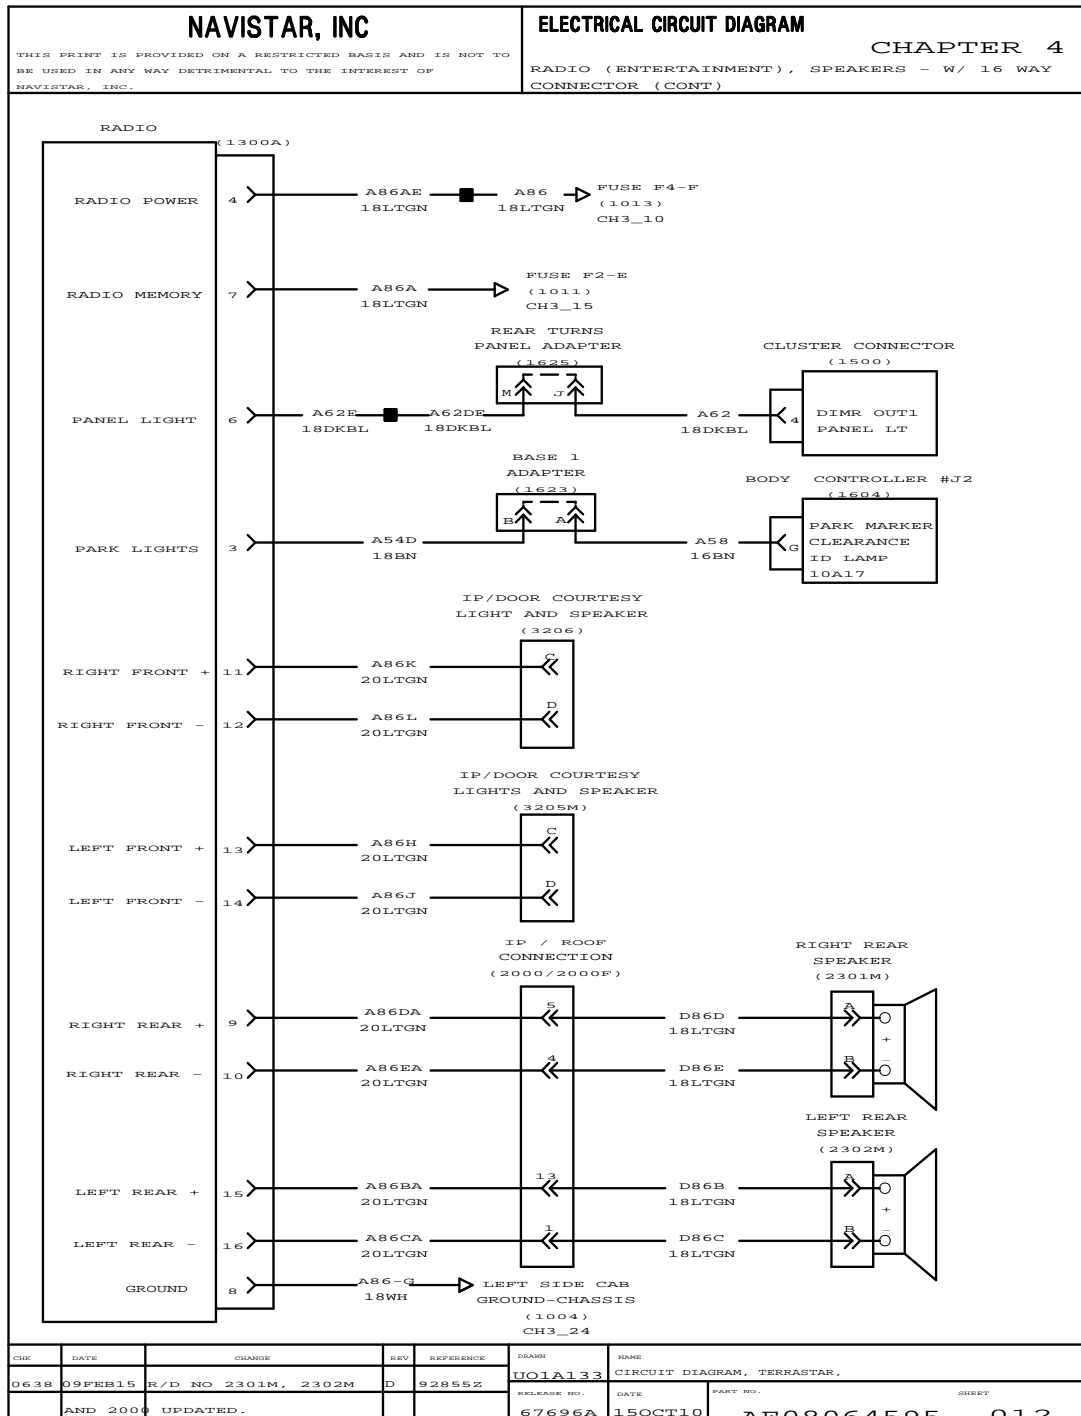 NAVISTAR, INC
THIS PRINT IS PROVIDED ON A RESTRICTED BASIS AND IS NOT TO
BE USED IN ANY WAY DETRIMENTAL TO THE INTEREST OF
NAVISTAR, INC.
ELECTRICAL CIRCUIT DIAGRAM
CHAPTER 4
RADIO (ENTERTAINMENT), SPEAKERS - W/ 16 WAY
CONNECTOR (CONT)
RADIO
(1300A)
RADIO POWER 4 A86AE A86 FUSE F4-F
18LTGN 18LTGN (1013)
CH3_10
RADIO MEMORY 7 A86A FUSE F2-E
18LTGN (1011)
CH3_15
REAR TURNS
PANEL ADAPTER
(1625)
M J
CLUSTER CONNECTOR
(1500)
PANEL LIGHT 6 A62E A62DE A62 4 DIMR OUT1
18DKBL 18DKBL 18DKBL PANEL LT
BASE 1
ADAPTER
(1623)
B A
BODY CONTROLLER #J2
(1604)
PARK LIGHTS 3 A54D A58 G PARK MARKER
18BN 16BN CLEARANCE
ID LAMP
10A17
IP/DOOR COURTESY
LIGHT AND SPEAKER
(3206)
RIGHT FRONT + 11 A86K C
20LTGN
RIGHT FRONT - 12 A86L D
20LTGN
IP/DOOR COURTESY
LIGHTS AND SPEAKER
(3205M)
LEFT FRONT + 13 A86H C
20LTGN
LEFT FRONT - 14 A86J D
20LTGN
IP / ROOF
CONNECTION
(2000/2000F)
RIGHT REAR
SPEAKER
(2301M)
RIGHT REAR + 9 A86DA 5 D86D A +
20LTGN 18LTGN
RIGHT REAR - 10 A86EA 4 D86E B -
20LTGN 18LTGN
LEFT REAR
SPEAKER
(2302M)
LEFT REAR + 15 A86BA 13 D86B A +
20LTGN 18LTGN
LEFT REAR - 16 A86CA 1 D86C B -
20LTGN 18LTGN
GROUND 8 A86-G LEFT SIDE CAB
18WH GROUND-CHASSIS
(1004)
CH3_24
CHK DATE CHANGE REV REFERENCE DRAWN NAME
0638 09FEB15 R/D NO 2301M, 2302M D 92855Z U01A133 CIRCUIT DIAGRAM, TERRASTAR,
RELEASE NO. DATE PART NO. SHEET
AND 2000 UPDATED. 67696A 15OCT10